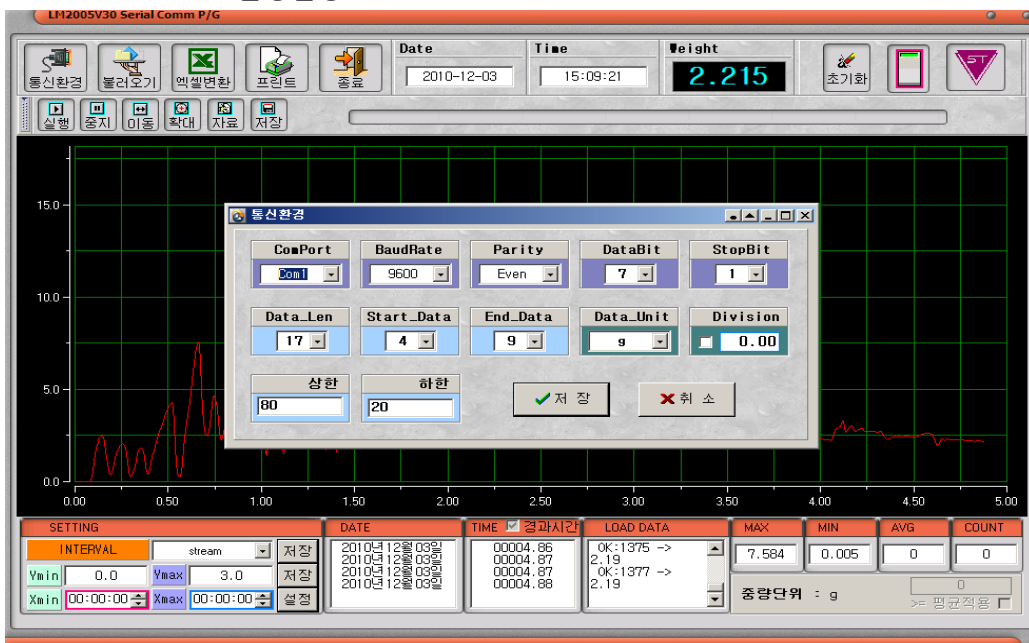 LM2005V30 Serial Comm P/G
통신환경 불러오기 엑셀변환 프린트 종료
Date Time Weight
2010-12-03 15:09:21 2.215
초기화 ST
실행 중지 이동 확대 자료 저장
15.0
10.0
5.0
0.0
0.00 0.50 1.00 1.50 2.00 2.50 3.00 3.50 4.00 4.50 5.00
통신환경
ComPort BaudRate Parity DataBit StopBit
Com1 9600 Even 7 1
Data_Len Start_Data End_Data Data_Unit Division
17 4 9 g 0.00
상한 하한
80 20
저 장 취 소
SETTING DATE TIME 경과시간 LOAD DATA MAX MIN AVG COUNT
INTERVAL stream 저장
Ymin 0.0 Ymax 3.0 저장
Xmin 00:00:00 Xmax 00:00:00 설정
2010년12월03일
2010년12월03일
2010년12월03일
2010년12월03일
00004.86
00004.87
00004.87
00004.88
OK:1375 ->
2.19
OK:1377 ->
2.19
7.584 0.005 0 0
중량단위 : g
0
>= 평균적용